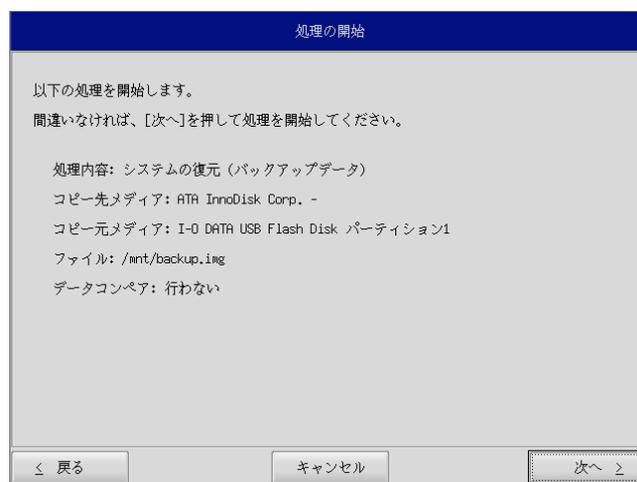 処理の開始
以下の処理を開始します。
間違いなければ、[次へ]を押して処理を開始してください。
処理内容: システムの復元 (バックアップデータ)
コピー先メディア: ATA InnoDisk Corp. -
コピー元メディア: I-O DATA USB Flash Disk パーティション1
ファイル: /mnt/backup.img
データコンペア: 行わない
< 戻る
キャンセル
次へ >